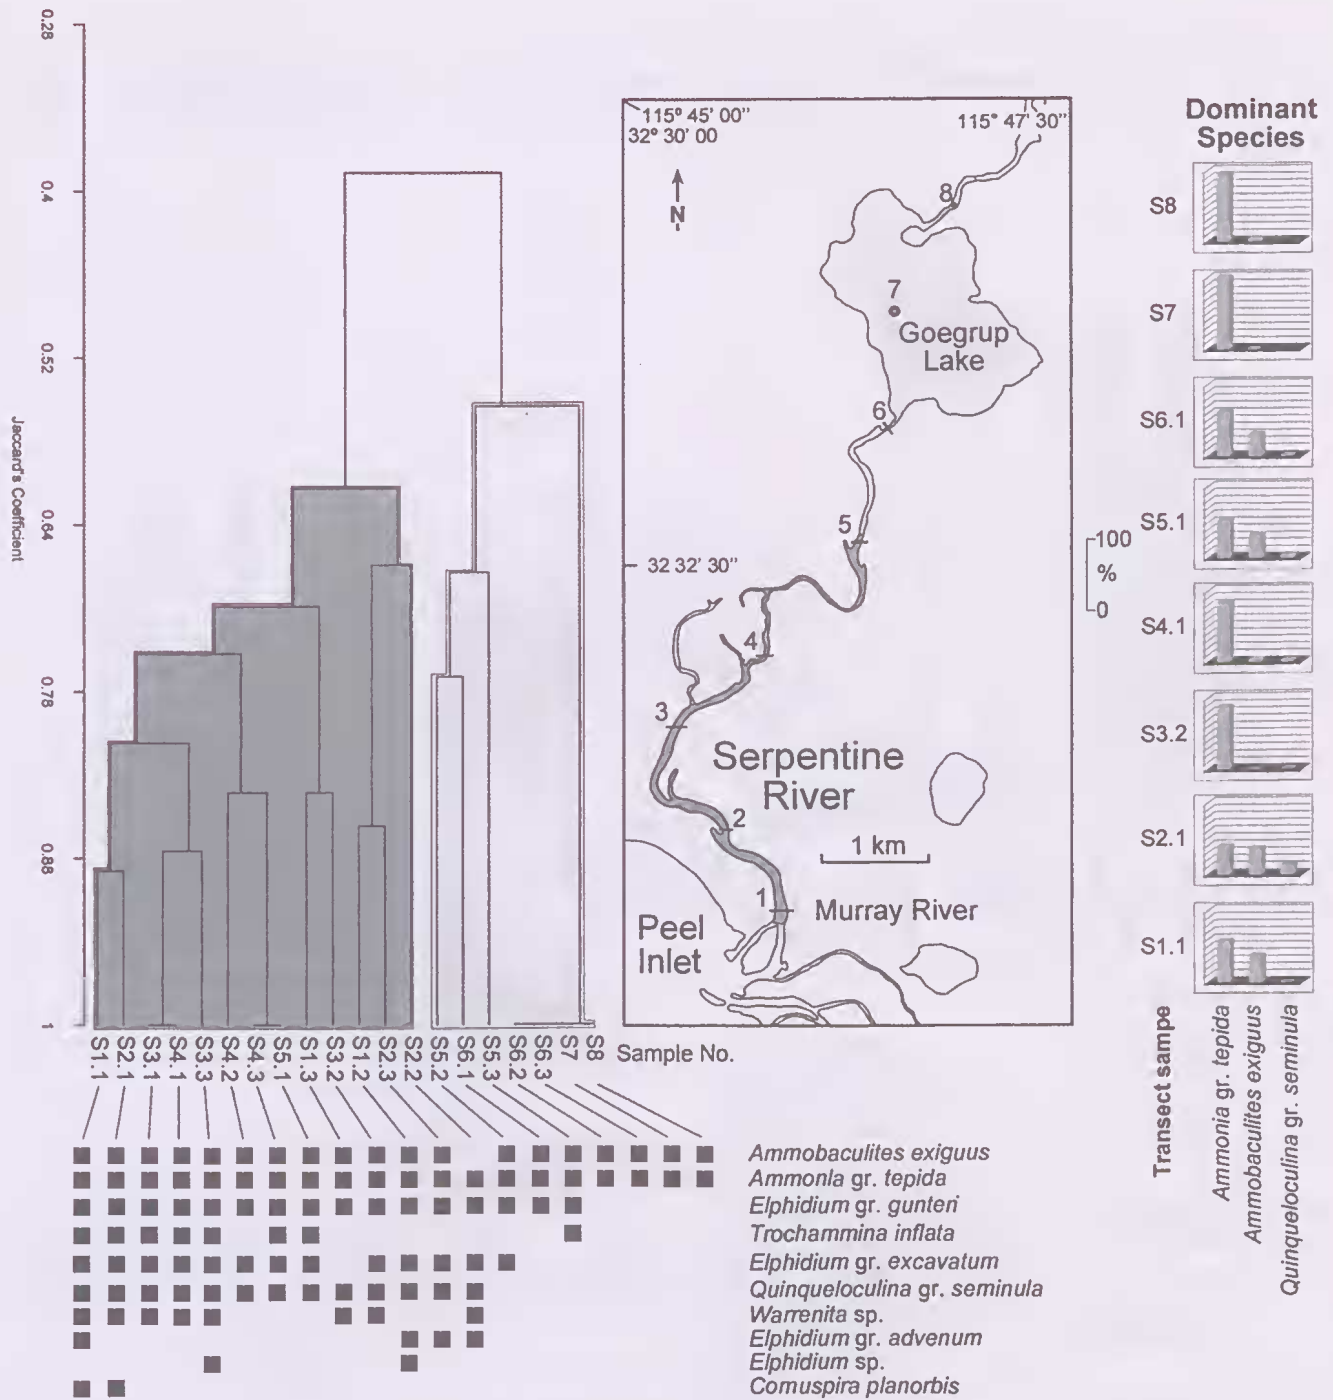 0.28
0.4
0.52
0.64
0.78
0.88
1
Jaccard's Coefficient
S1.1
S2.1
S3.1
S4.1
S3.3
S4.2
S4.3
S5.1
S1.3
S3.2
S1.2
S2.3
S2.2
S5.2
S6.1
S5.3
S6.2
S6.3
S7
S8
Sample No.
115° 45' 00"
32° 30' 00
115° 47' 30"
N
8
7
Goegrup
Lake
6
5
32 32' 30"
4
3
Serpentine
River
2
1 km
1
Murray River
Peel
Inlet
100
%
0
Dominant
Species
S8
S7
S6.1
S5.1
S4.1
S3.2
S2.1
S1.1
Transect sampe
Ammonia gr. tepida
Ammobaculites exiguus
Quinqueloculina gr. seminula
Ammobaculites exiguus
Ammonia gr. tepida
Elphidium gr. gunteri
Trochammina inflata
Elphidium gr. excavatum
Quinqueloculina gr. seminula
Warrenita sp.
Elphidium gr. advenum
Elphidium sp.
Cornuspira planorbis